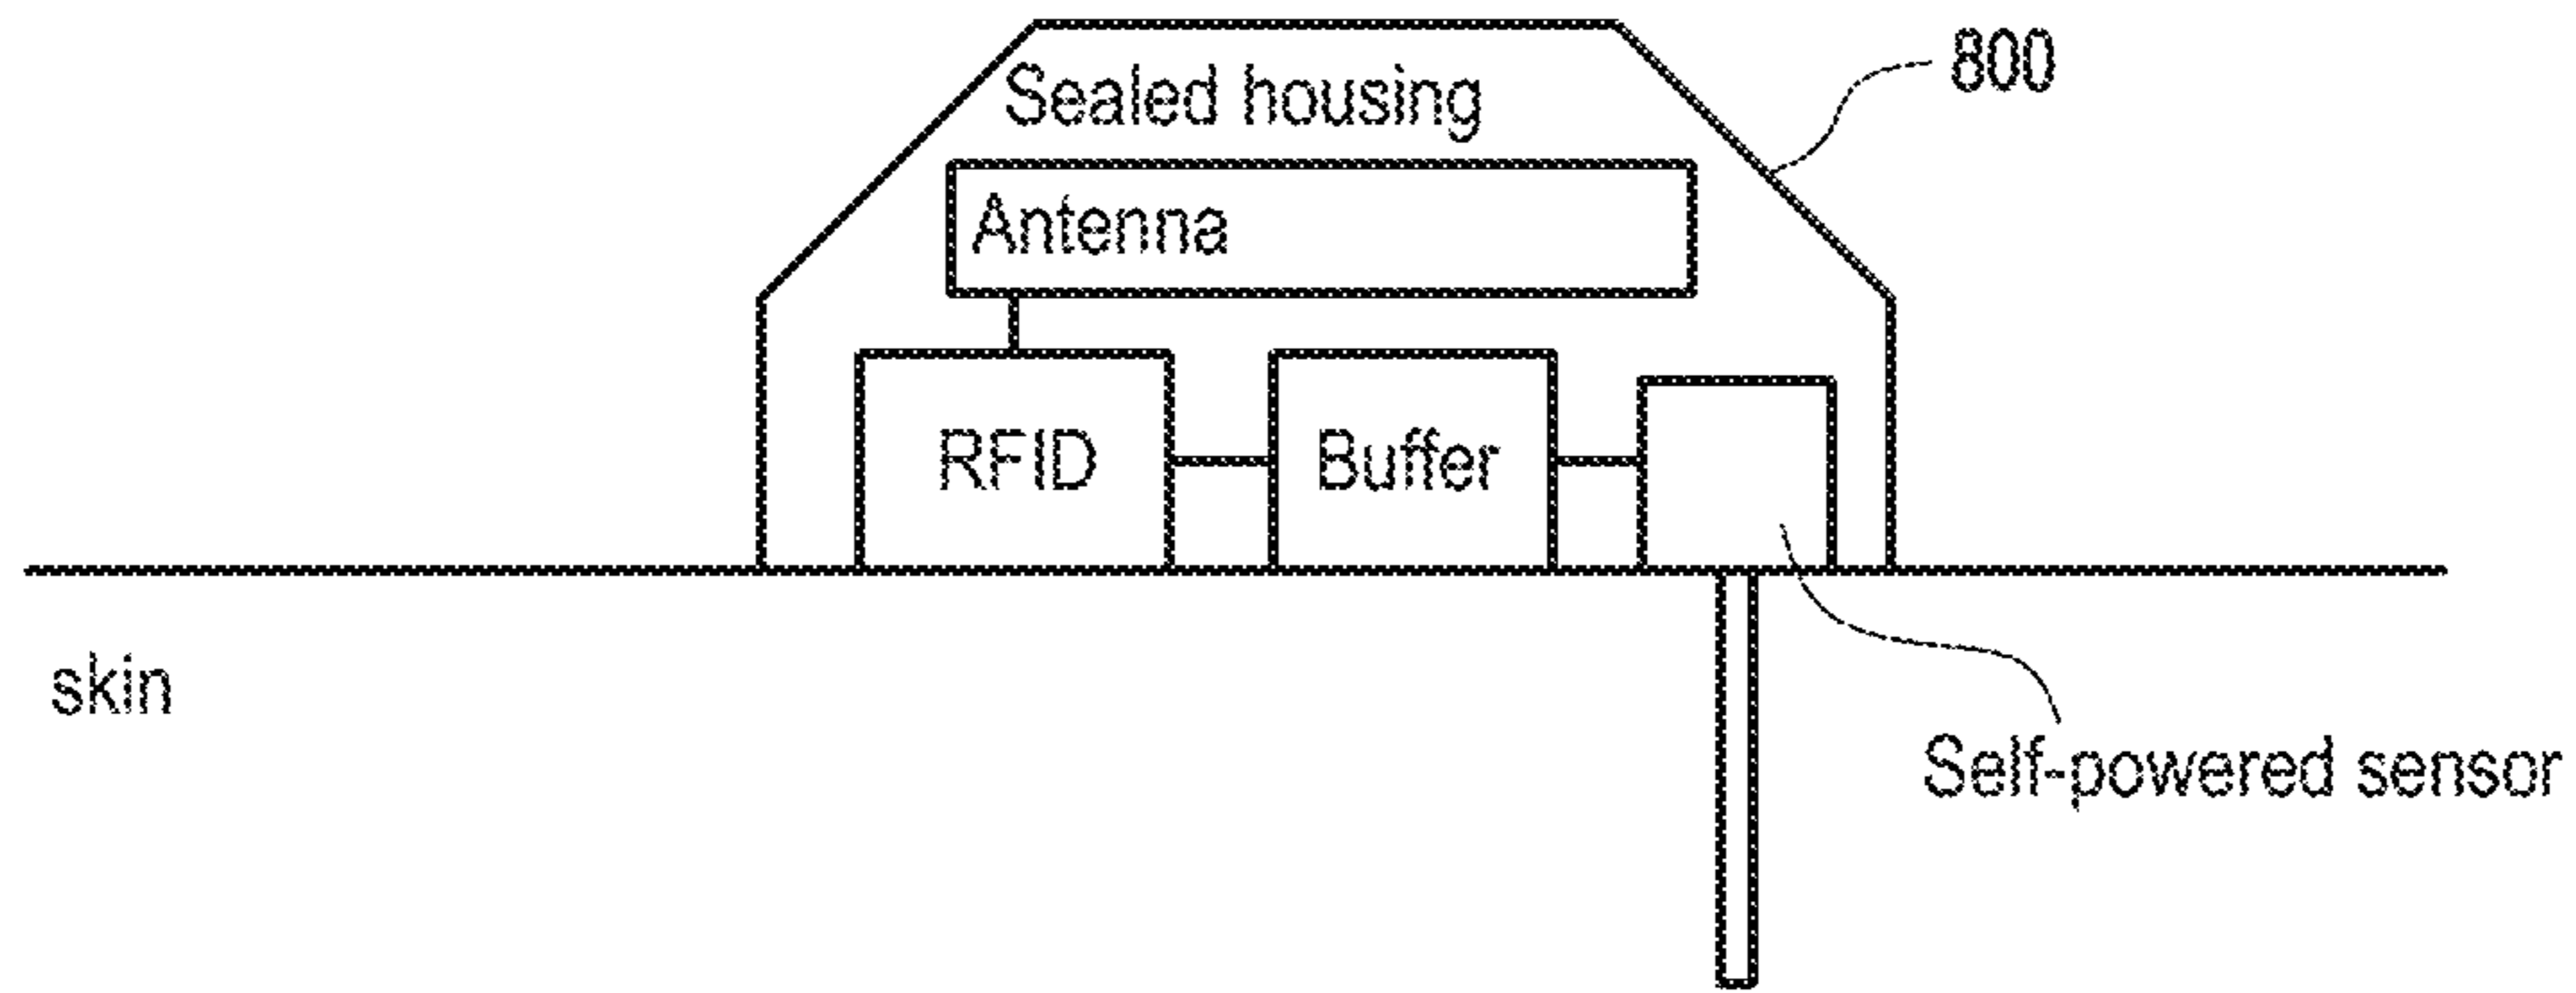 800
Sealed housing
Antenna
RFID
Buffer
skin
Self-powered sensor